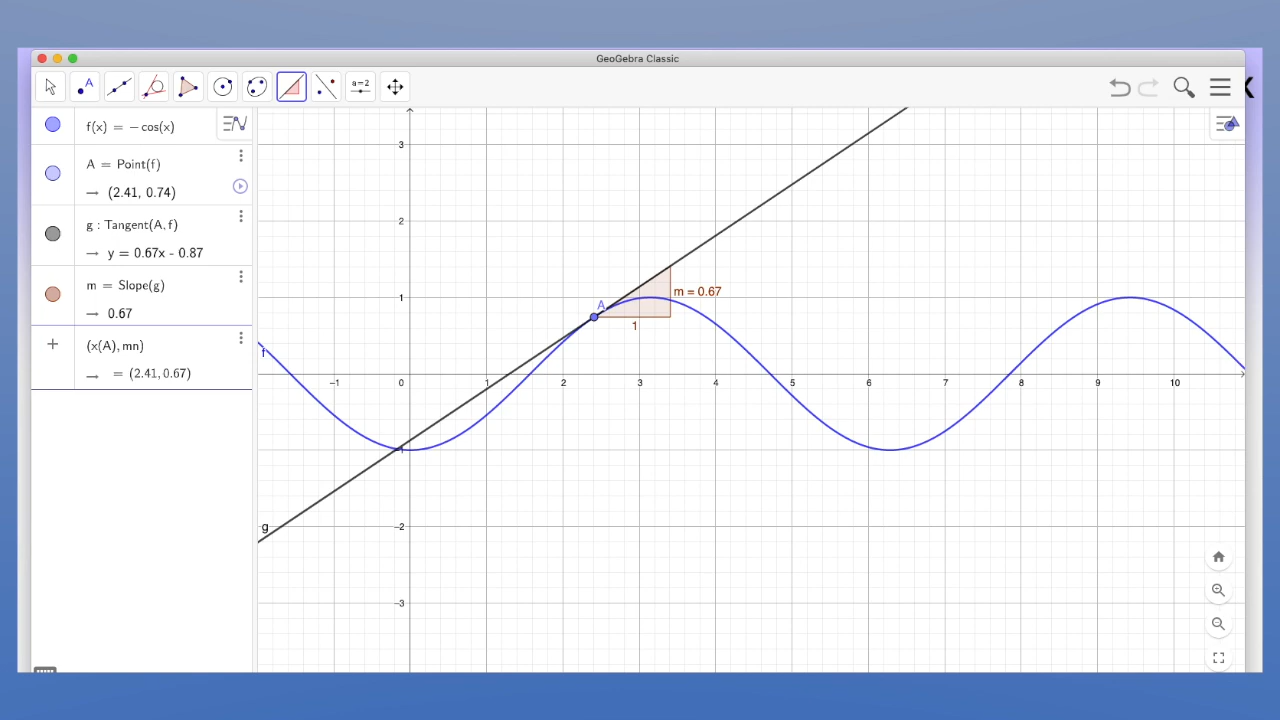 GeoGebra Classic
A
a=2
f(x) = −cos(x)
A = Point(f)
→ (2.41, 0.74)
g : Tangent(A, f)
→ y = 0.67x - 0.87
m = Slope(g)
→ 0.67
(x(A), mn)
→ = (2.41, 0.67)
3
2
1
A
m = 0.67
1
f
−1 0 1 2 3 4 5 6 7 8 9 10
−1
g
−2
−3